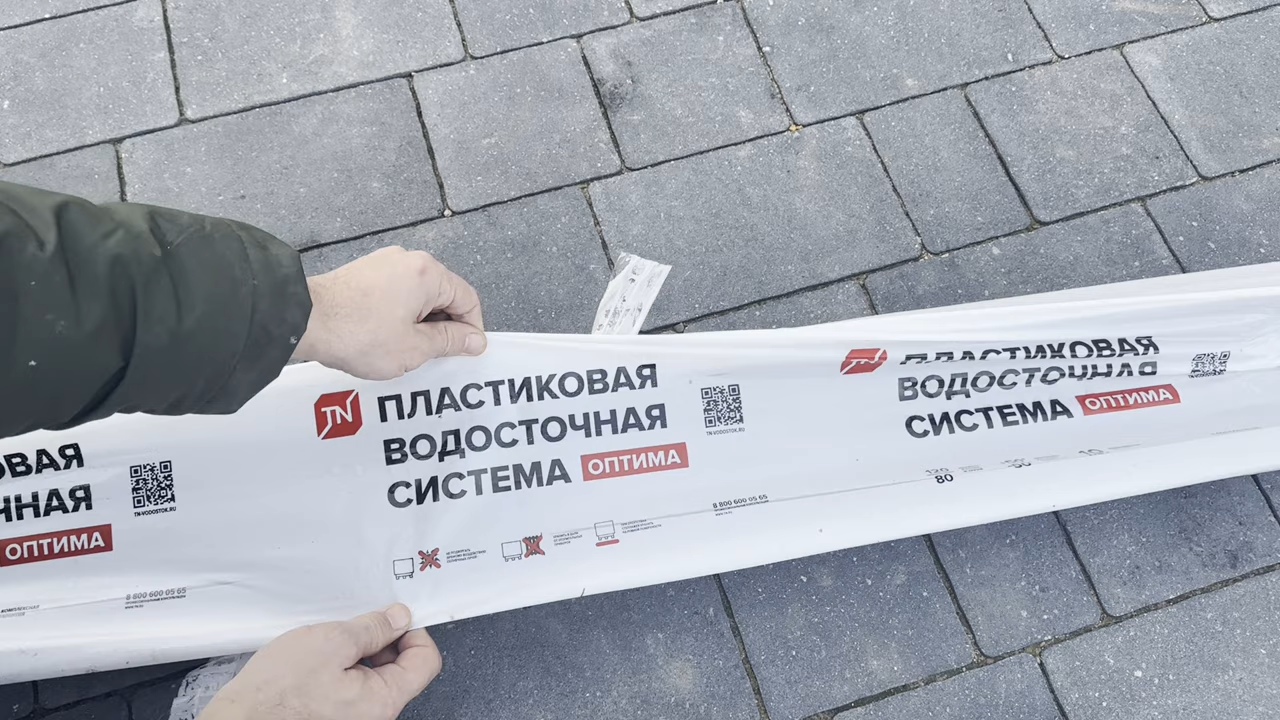 ОВАЯ
ЧНАЯ
ОПТИМА
TN-VODOSTOK.RU
8 800 600 05 65
TN
ПЛАСТИКОВАЯ
ВОДОСТОЧНАЯ
СИСТЕМА ОПТИМА
TN-VODOSTOK.RU
8 800 600 05 65
ПЛАСТИКОВАЯ
ВОДОСТОЧНАЯ
СИСТЕМА ОПТИМА
80